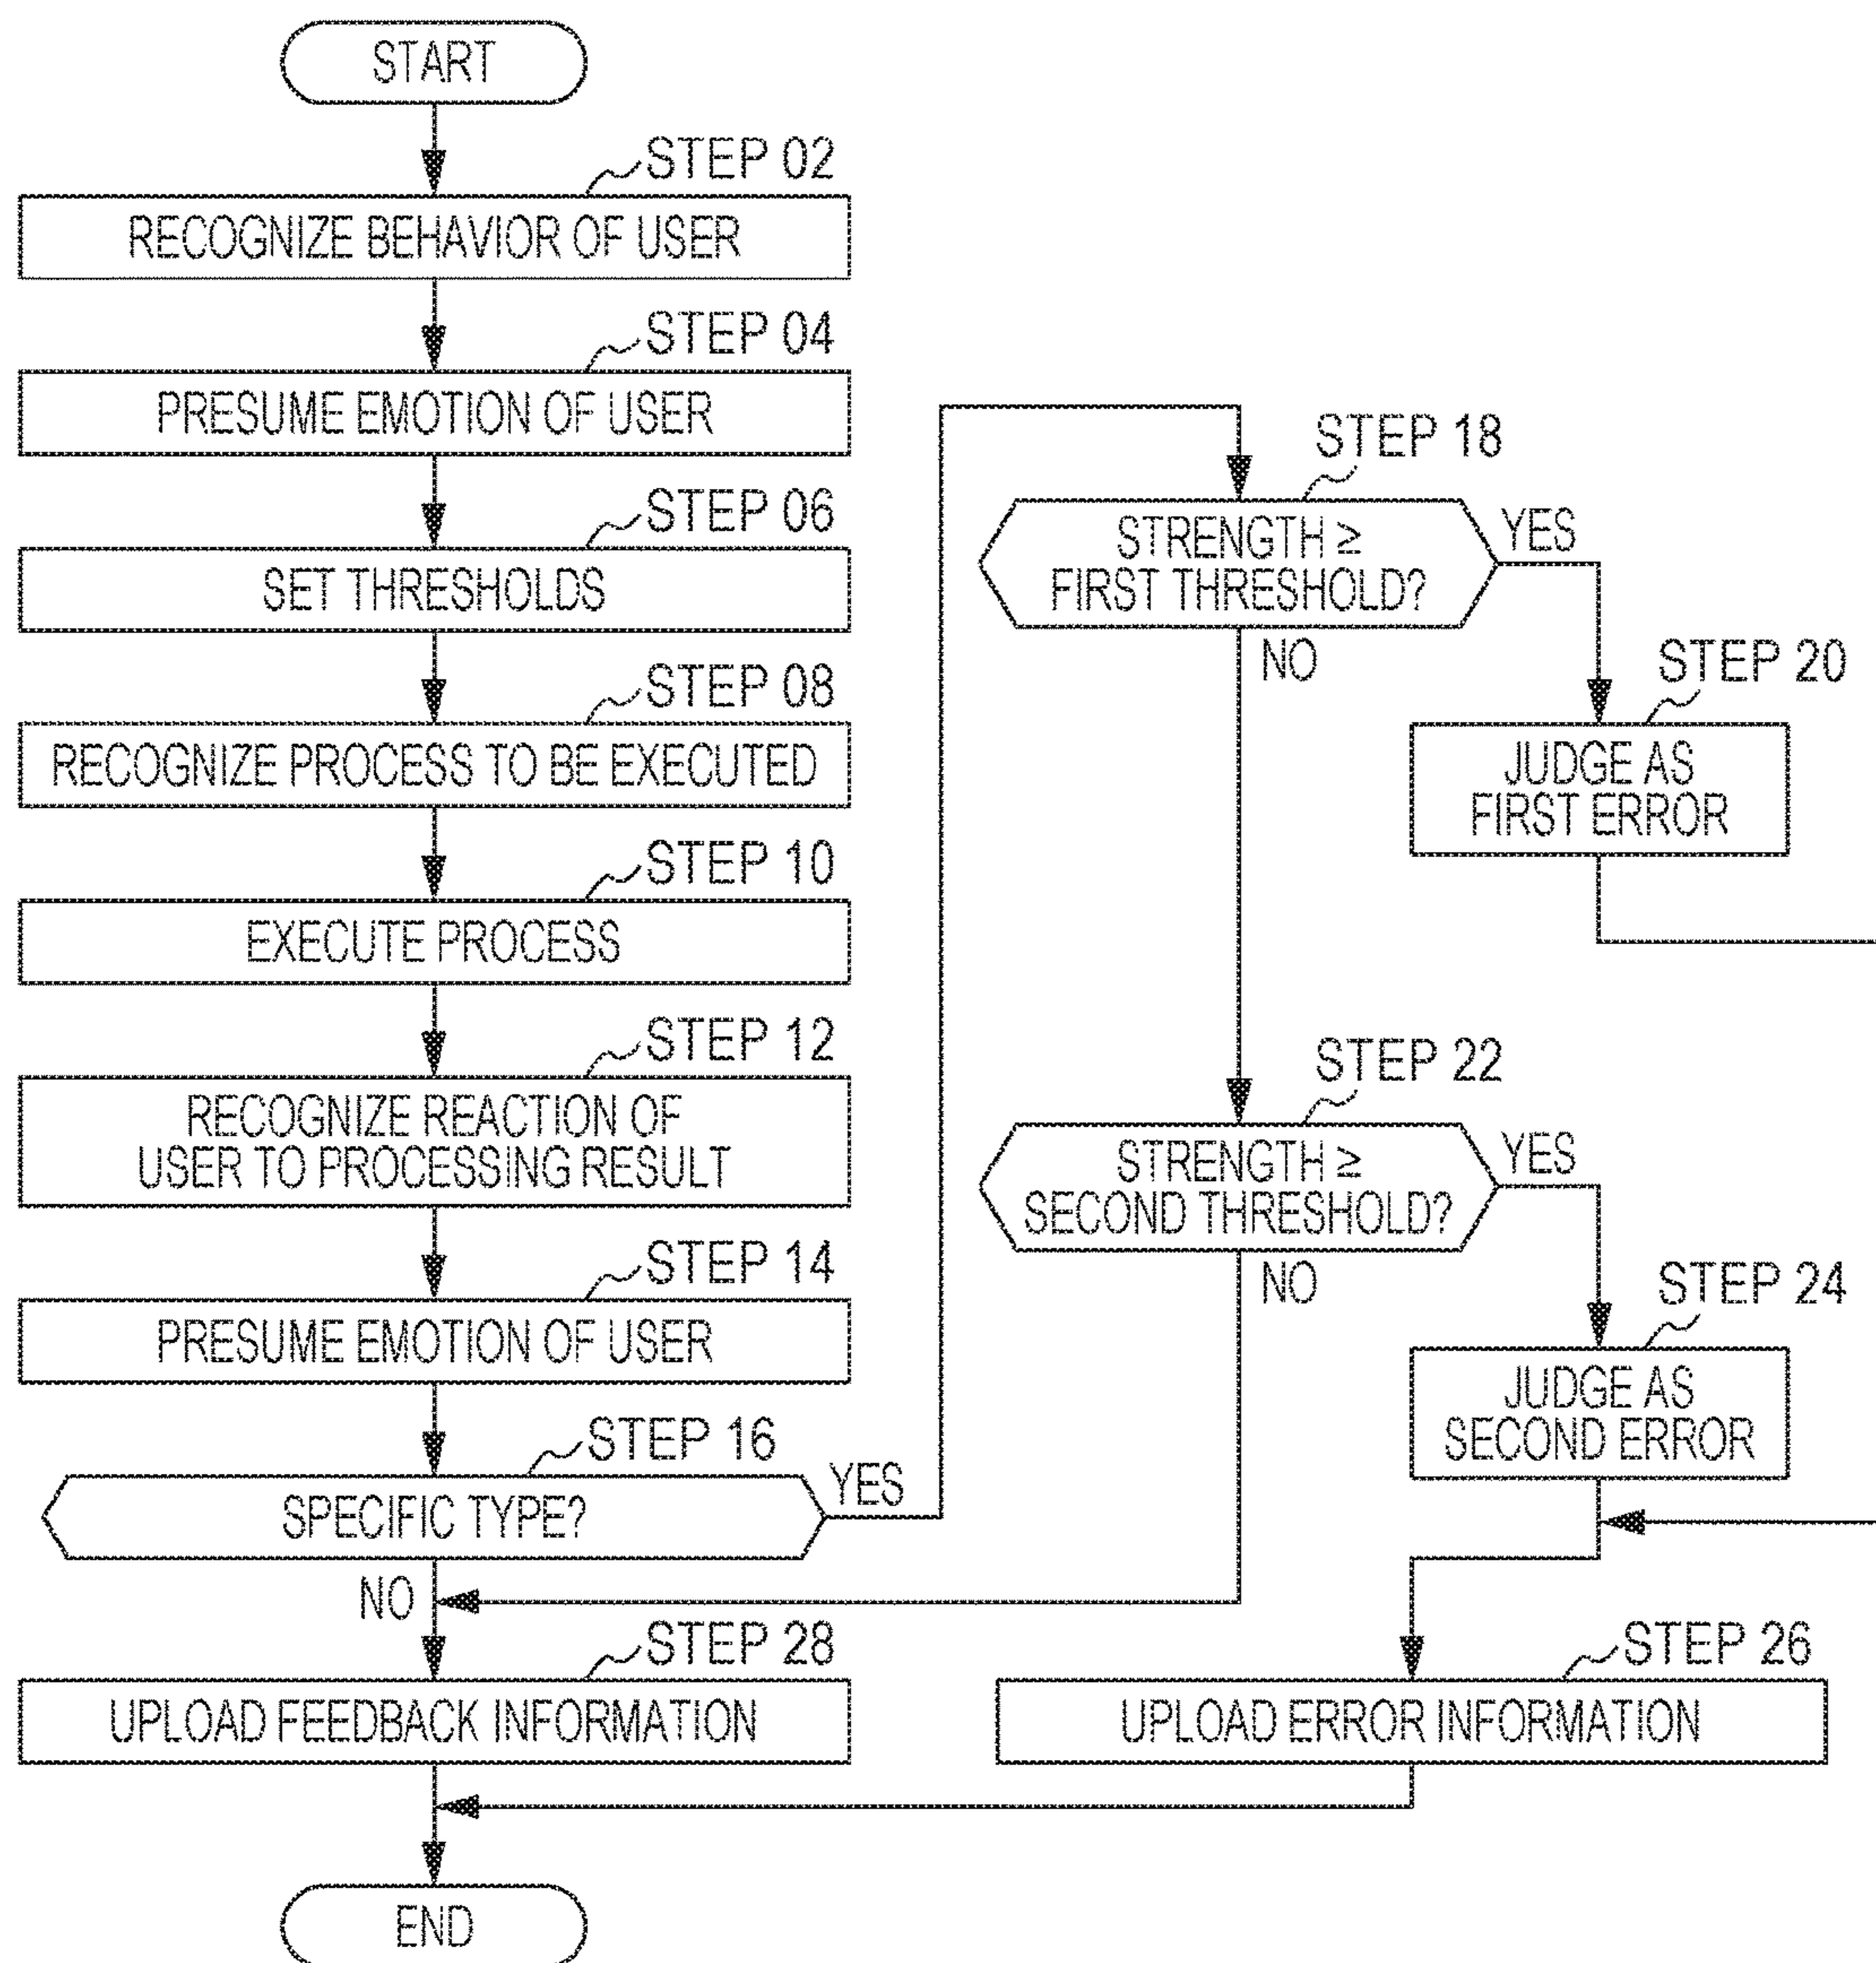 START
STEP 02
RECOGNIZE BEHAVIOR OF USER
STEP 04
PRESUME EMOTION OF USER
STEP 06
SET THRESHOLDS
STEP 08
RECOGNIZE PROCESS TO BE EXECUTED
STEP 10
EXECUTE PROCESS
STEP 12
RECOGNIZE REACTION OF
USER TO PROCESSING RESULT
STEP 14
PRESUME EMOTION OF USER
STEP 16
SPECIFIC TYPE?
YES
NO
STEP 28
UPLOAD FEEDBACK INFORMATION
END
STEP 18
STRENGTH ≥
FIRST THRESHOLD?
YES
NO
STEP 20
JUDGE AS
FIRST ERROR
STEP 22
STRENGTH ≥
SECOND THRESHOLD?
YES
NO
STEP 24
JUDGE AS
SECOND ERROR
STEP 26
UPLOAD ERROR INFORMATION